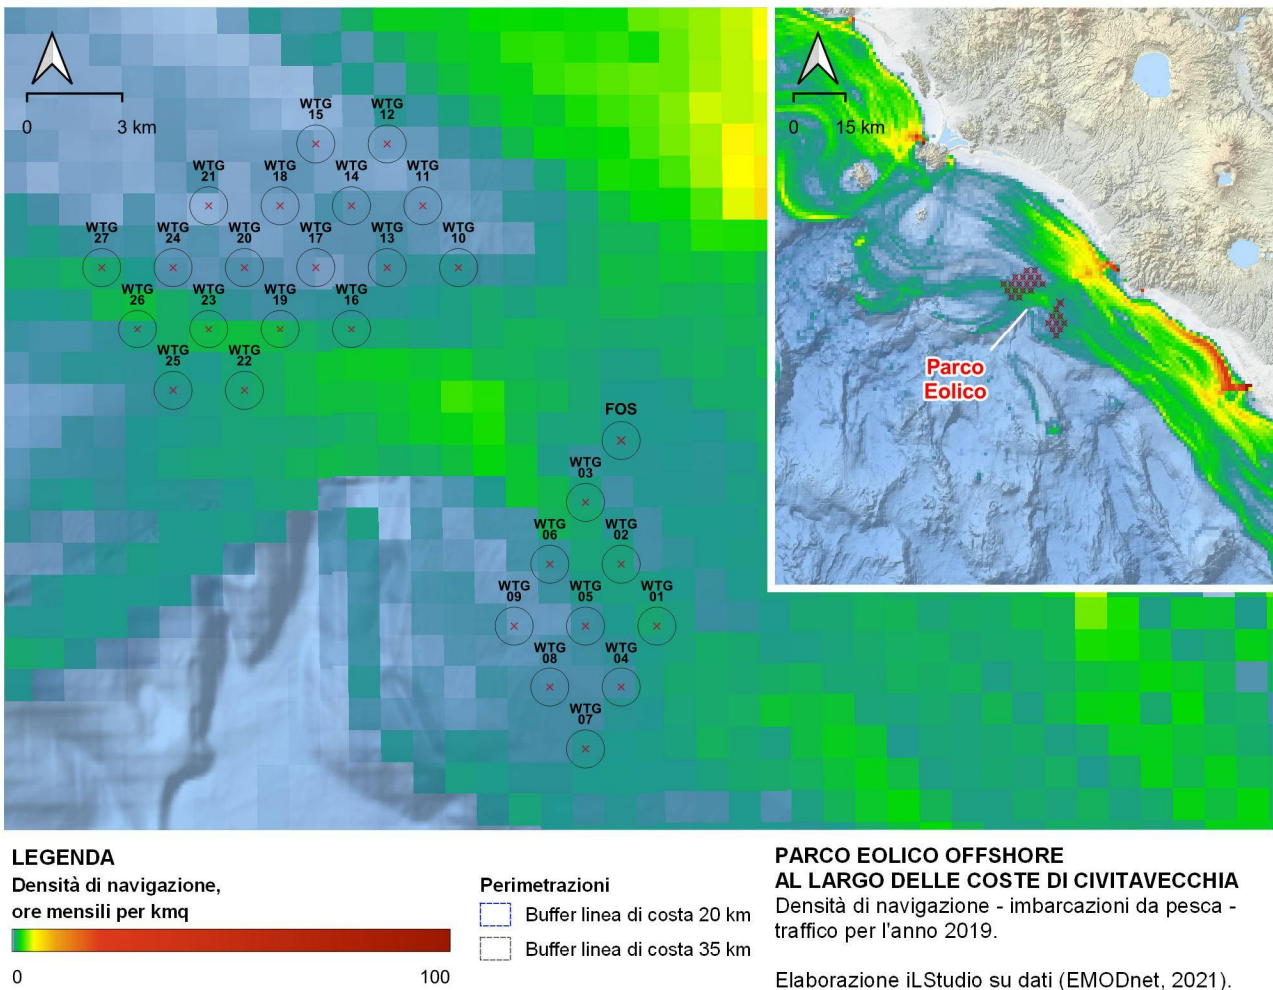 0 3 km
WTG 15
WTG 12
WTG 21
WTG 18
WTG 14
WTG 11
WTG 27
WTG 24
WTG 20
WTG 17
WTG 13
WTG 10
WTG 26
WTG 23
WTG 19
WTG 16
WTG 25
WTG 22
FOS
WTG 03
WTG 06
WTG 02
WTG 09
WTG 05
WTG 01
WTG 08
WTG 04
WTG 07
0 15 km
Parco
Eolico
LEGENDA
Densità di navigazione,
ore mensili per kmq
0 100
Perimetrazioni
Buffer linea di costa 20 km
Buffer linea di costa 35 km
PARCO EOLICO OFFSHORE
AL LARGO DELLE COSTE DI CIVITAVECCHIA
Densità di navigazione - imbarcazioni da pesca -
traffico per l'anno 2019.
Elaborazione iLStudio su dati (EMODnet, 2021).